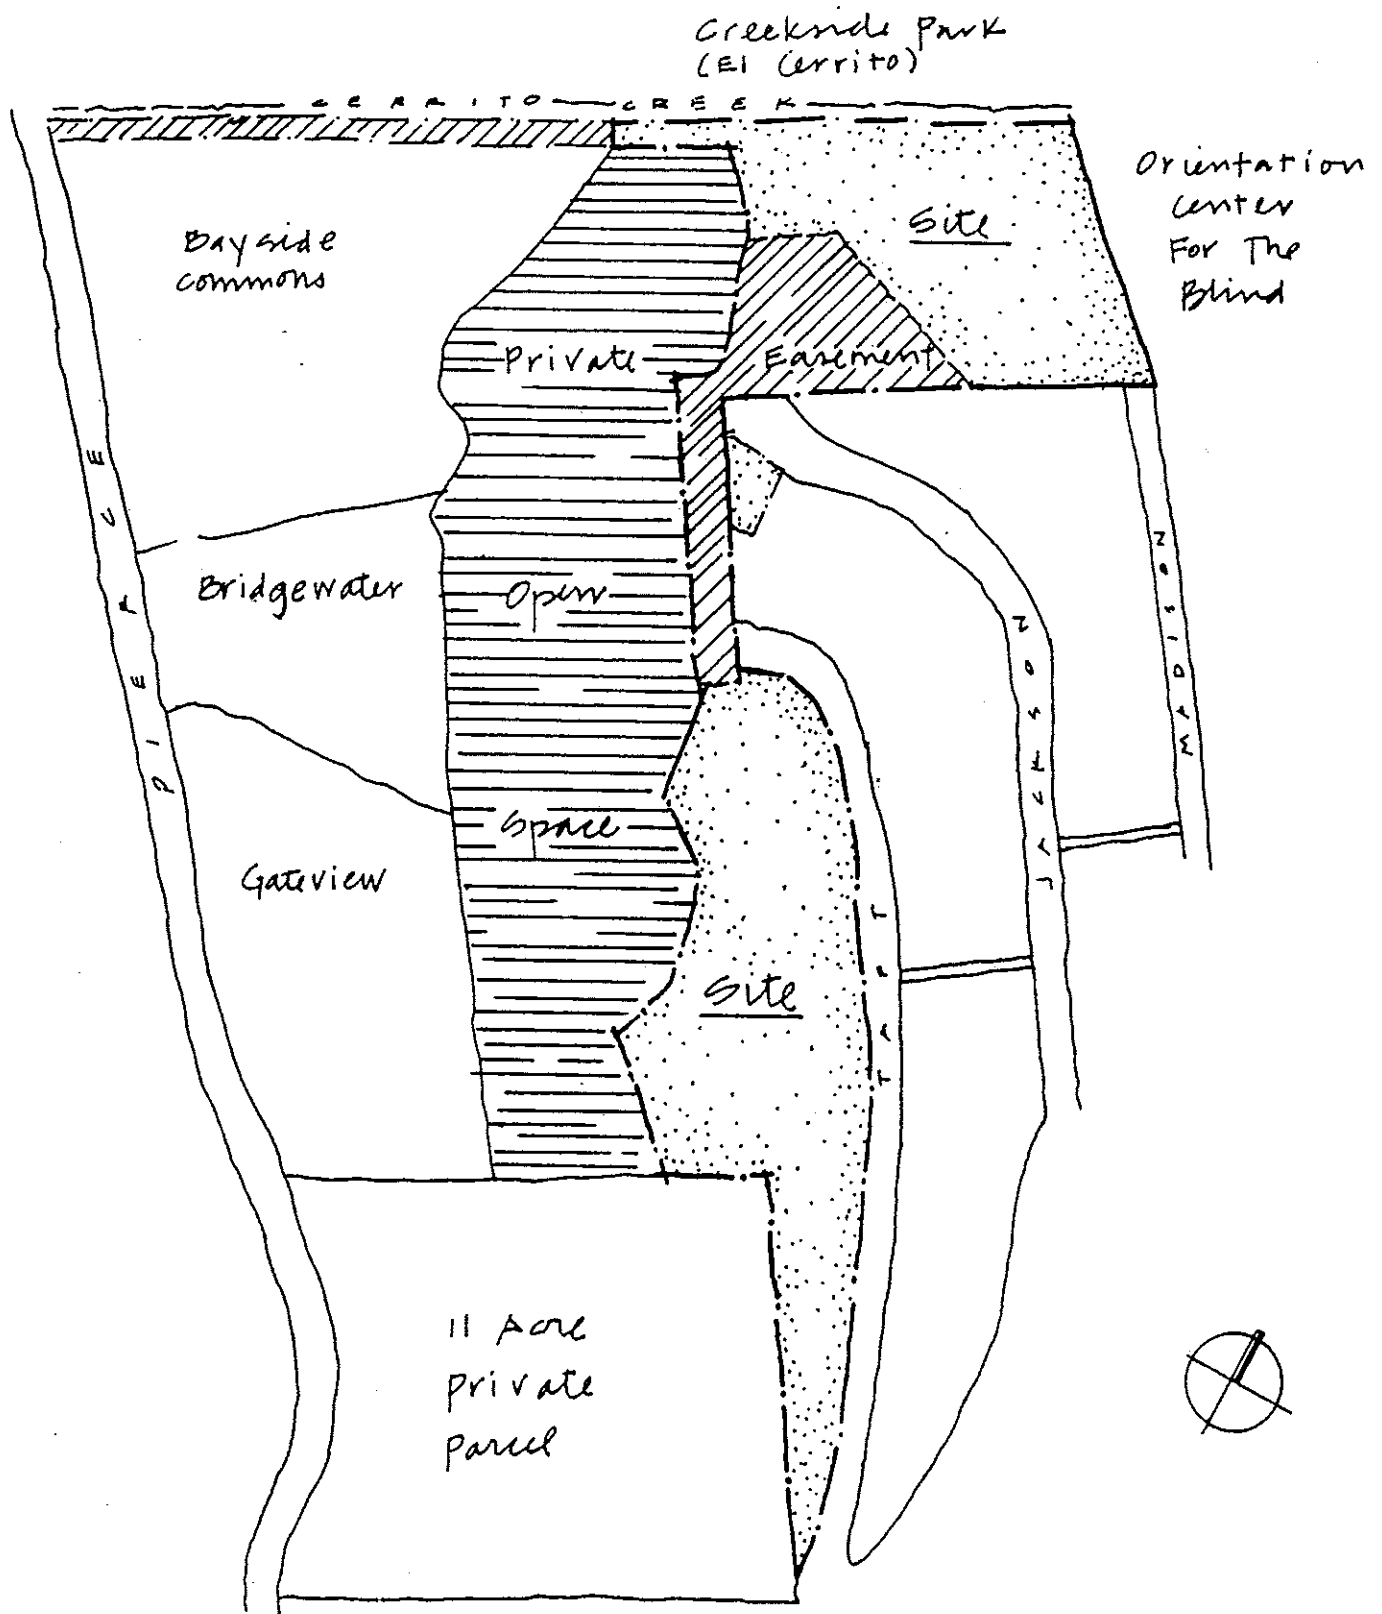 Creekside Park
(El Cerrito)
CERRITO CREEK
Orientation
Center
For The
Blind
Site
Bayside
commons
Private
Easement
PIERCE
Bridgewater
Open
JACKSON
MADISON
Space
Gateview
TAFT
Site
11 Acre
private
parcel